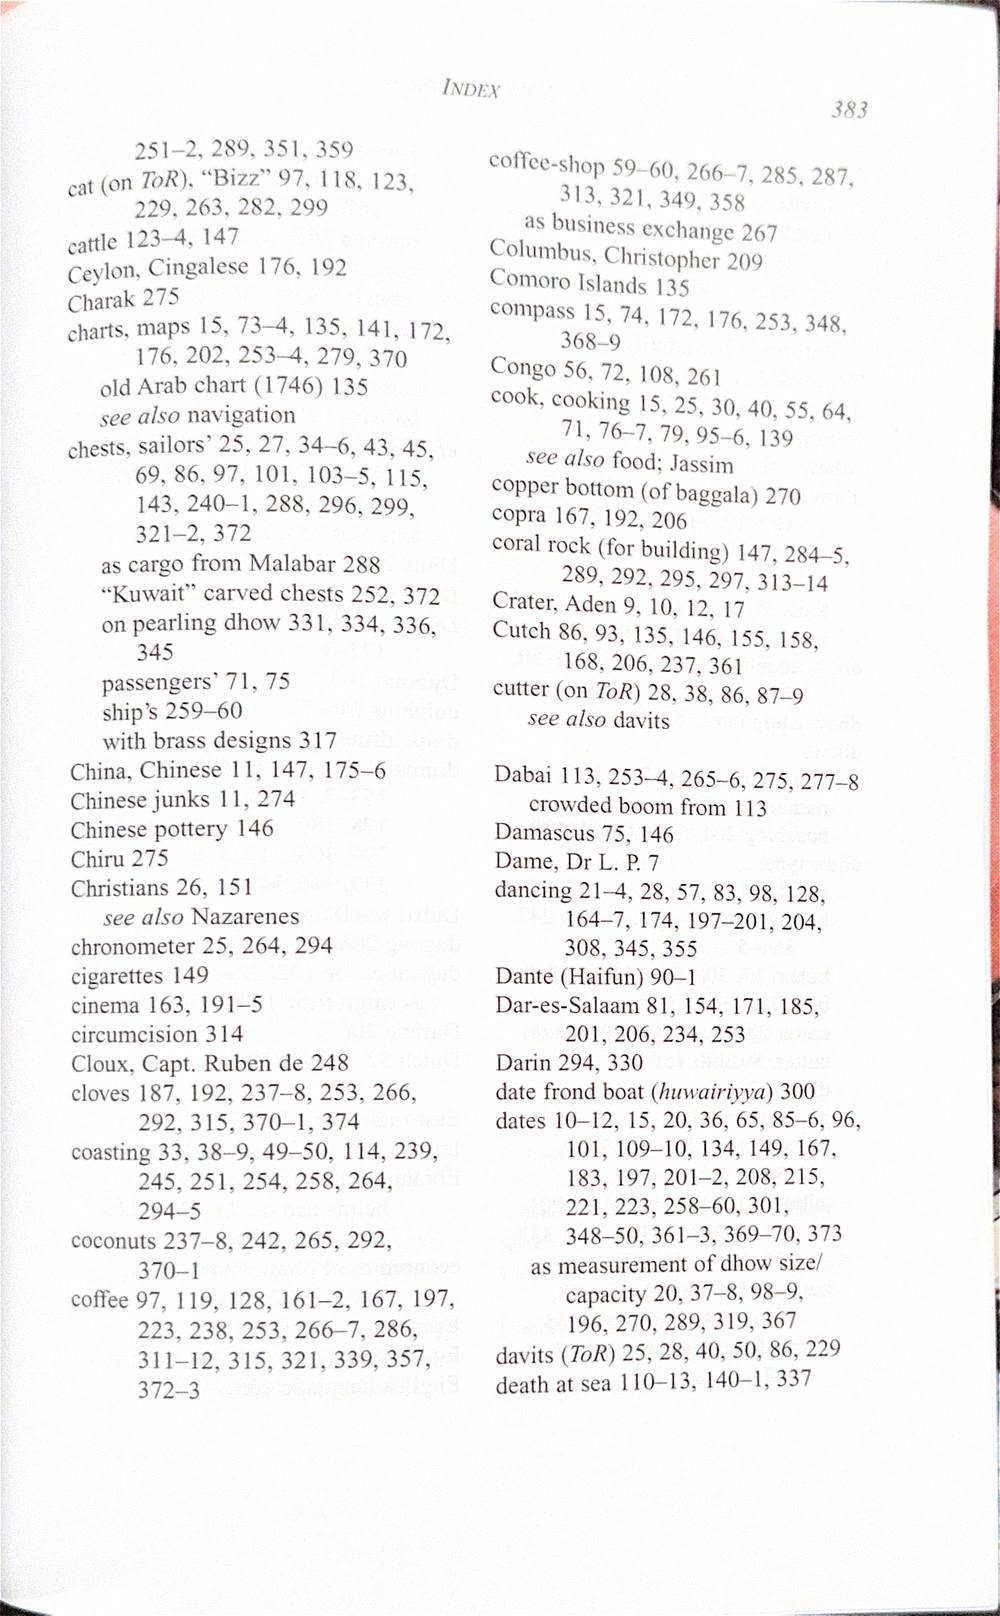 INDEX
383
251–2, 289, 351, 359
cat (on ToR), “Bizz” 97, 118, 123,
229, 263, 282, 299
cattle 123–4, 147
Ceylon, Cingalese 176, 192
Charak 275
charts, maps 15, 73–4, 135, 141, 172,
176, 202, 253–4, 279, 370
old Arab chart (1746) 135
see also navigation
chests, sailors’ 25, 27, 34–6, 43, 45,
69, 86, 97, 101, 103–5, 115,
143, 240–1, 288, 296, 299,
321–2, 372
as cargo from Malabar 288
“Kuwait” carved chests 252, 372
on pearling dhow 331, 334, 336,
345
passengers’ 71, 75
ship’s 259–60
with brass designs 317
China, Chinese 11, 147, 175–6
Chinese junks 11, 274
Chinese pottery 146
Chiru 275
Christians 26, 151
see also Nazarenes
chronometer 25, 264, 294
cigarettes 149
cinema 163, 191–5
circumcision 314
Cloux, Capt. Ruben de 248
cloves 187, 192, 237–8, 253, 266,
292, 315, 370–1, 374
coasting 33, 38–9, 49–50, 114, 239,
245, 251, 254, 258, 264,
294–5
coconuts 237–8, 242, 265, 292,
370–1
coffee 97, 119, 128, 161–2, 167, 197,
223, 238, 253, 266–7, 286,
311–12, 315, 321, 339, 357,
372–3
coffee-shop 59–60, 266–7, 285, 287,
313, 321, 349, 358
as business exchange 267
Columbus, Christopher 209
Comoro Islands 135
compass 15, 74, 172, 176, 253, 348,
368–9
Congo 56, 72, 108, 261
cook, cooking 15, 25, 30, 40, 55, 64,
71, 76–7, 79, 95–6, 139
see also food; Jassim
copper bottom (of baggala) 270
copra 167, 192, 206
coral rock (for building) 147, 284–5,
289, 292, 295, 297, 313–14
Crater, Aden 9, 10, 12, 17
Cutch 86, 93, 135, 146, 155, 158,
168, 206, 237, 361
cutter (on ToR) 28, 38, 86, 87–9
see also davits
Dabai 113, 253–4, 265–6, 275, 277–8
crowded boom from 113
Damascus 75, 146
Dame, Dr L. P. 7
dancing 21–4, 28, 57, 83, 98, 128,
164–7, 174, 197–201, 204,
308, 345, 355
Dante (Haifun) 90–1
Dar-es-Salaam 81, 154, 171, 185,
201, 206, 234, 253
Darin 294, 330
date frond boat (huwairiyya) 300
dates 10–12, 15, 20, 36, 65, 85–6, 96,
101, 109–10, 134, 149, 167,
183, 197, 201–2, 208, 215,
221, 223, 258–60, 301,
348–50, 361–3, 369–70, 373
as measurement of dhow size/
capacity 20, 37–8, 98–9,
196, 270, 289, 319, 367
davits (ToR) 25, 28, 40, 50, 86, 229
death at sea 110–13, 140–1, 337